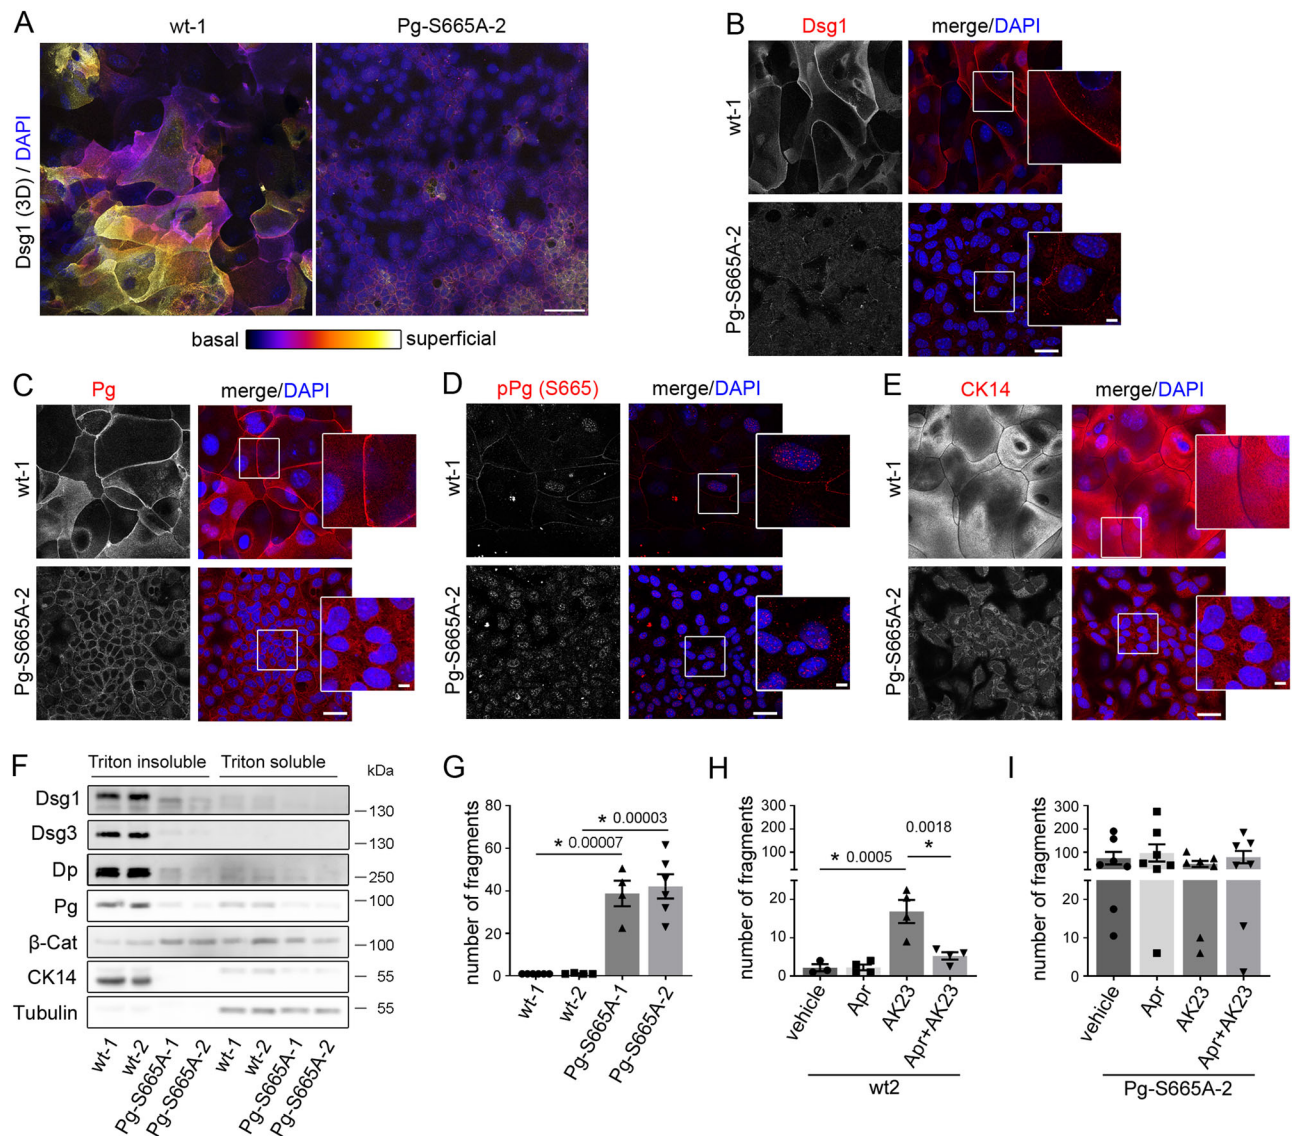 A
wt-1
Pg-S665A-2
Dsg1 (3D) / DAPI
basal
superficial
B
Dsg1
merge/DAPI
wt-1
Pg-S665A-2
C
Pg
merge/DAPI
wt-1
Pg-S665A-2
D
pPg (S665)
merge/DAPI
wt-1
Pg-S665A-2
E
CK14
merge/DAPI
wt-1
Pg-S665A-2
F
Triton insoluble
Triton soluble
kDa
Dsg1
130
Dsg3
130
Dp
250
Pg
100
β-Cat
100
CK14
55
Tubulin
55
wt-1
wt-2
Pg-S665A-1
Pg-S665A-2
wt-1
wt-2
Pg-S665A-1
Pg-S665A-2
G
number of fragments
80
60
40
20
0
* 0.00003
* 0.00007
wt-1
wt-2
Pg-S665A-1
Pg-S665A-2
H
number of fragments
300
200
100
20
10
0
0.0018
*
* 0.0005
vehicle
Apr
AK23
Apr+AK23
wt2
I
number of fragments
300
200
100
20
10
0
vehicle
Apr
AK23
Apr+AK23
Pg-S665A-2